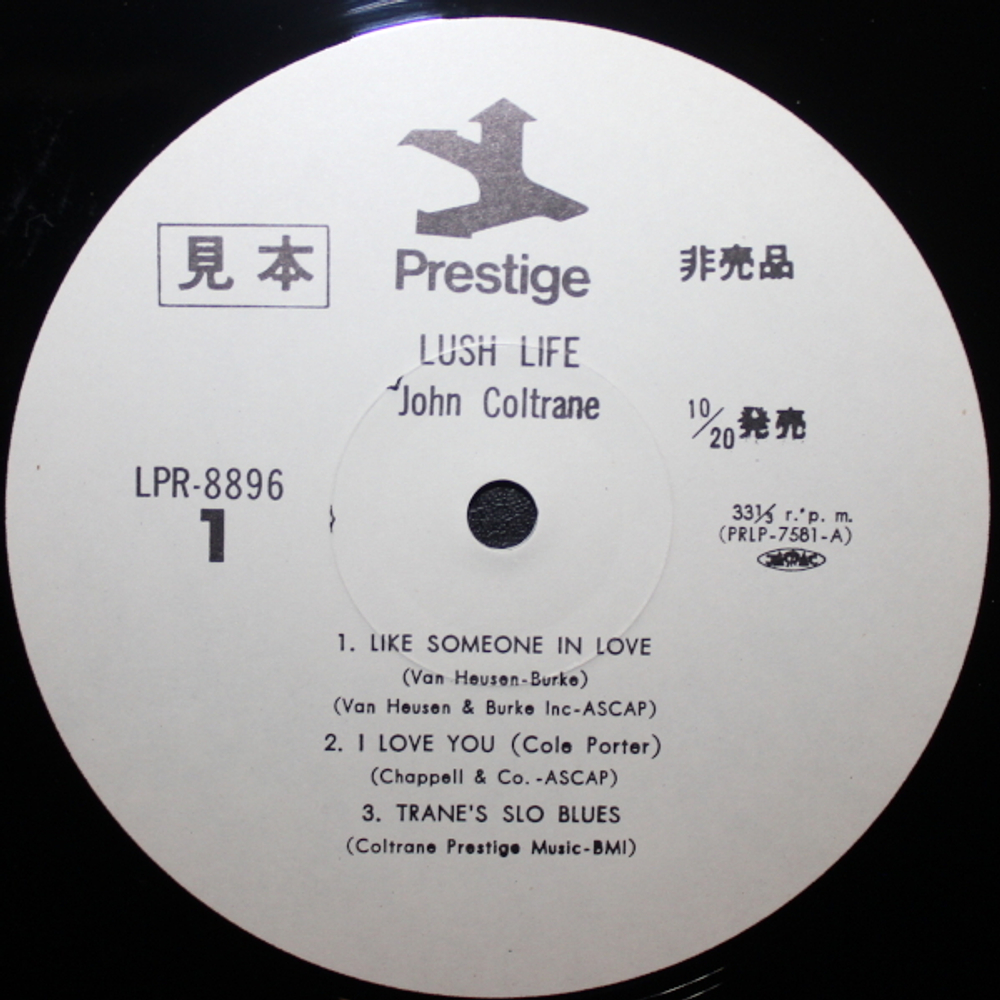 Prestige
見本
非売品
LUSH LIFE
John Coltrane
10/20発売
LPR-8896
1
33⅓ r.p.m.
(PRLP-7581-A)
JASRAC
1. LIKE SOMEONE IN LOVE
(Van Heusen-Burke)
(Van Heusen & Burke Inc-ASCAP)
2. I LOVE YOU (Cole Porter)
(Chappell & Co.-ASCAP)
3. TRANE'S SLO BLUES
(Coltrane Prestige Music-BMI)